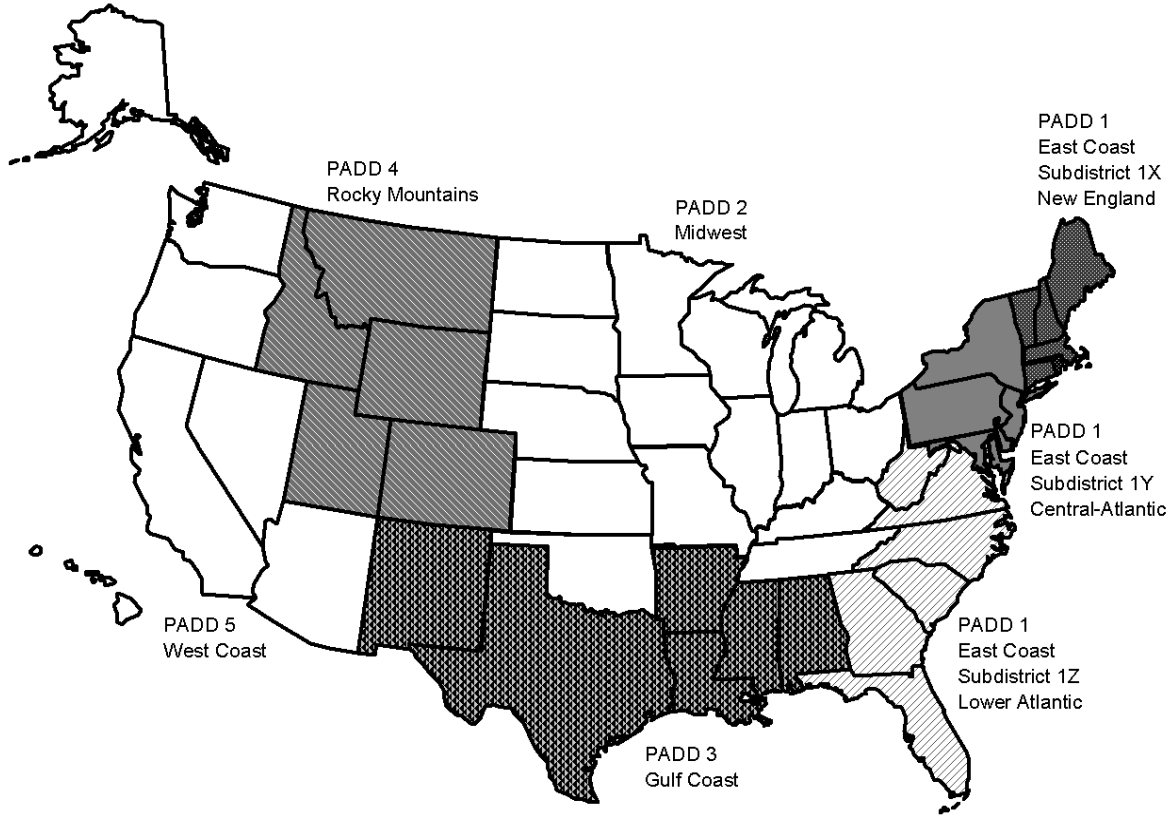 PADD 1
East Coast
Subdistrict 1X
New England
PADD 4
Rocky Mountains
PADD 2
Midwest
PADD 1
East Coast
Subdistrict 1Y
Central-Atlantic
PADD 5
West Coast
PADD 1
East Coast
Subdistrict 1Z
Lower Atlantic
PADD 3
Gulf Coast